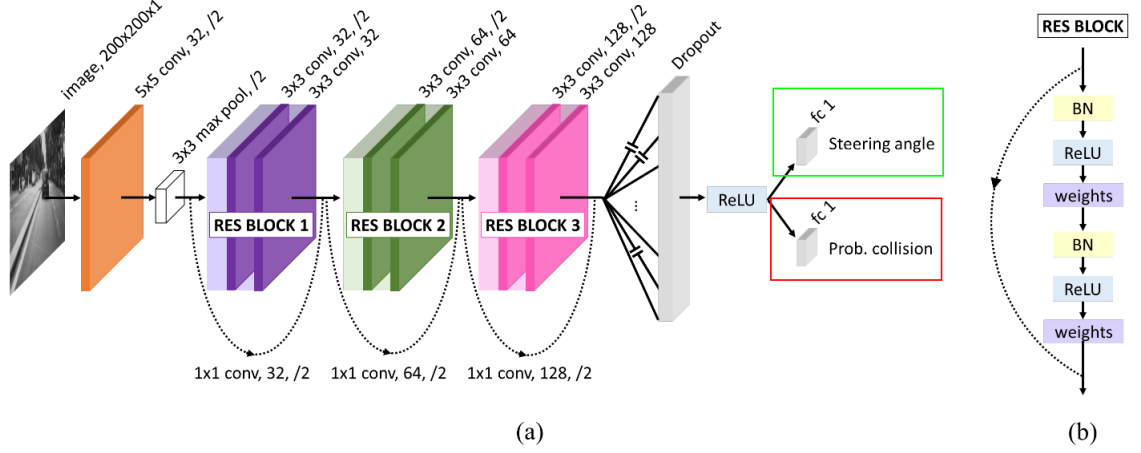 image, 200x200x1
5x5 conv, 32, /2
3x3 max pool, /2
3x3 conv, 32, /2
3x3 conv, 32
3x3 conv, 64, /2
3x3 conv, 64
3x3 conv, 128, /2
3x3 conv, 128
Dropout
RES BLOCK 1
RES BLOCK 2
RES BLOCK 3
...
ReLU
fc 1
Steering angle
fc 1
Prob. collision
1x1 conv, 32, /2
1x1 conv, 64, /2
1x1 conv, 128, /2
(a)
RES BLOCK
BN
ReLU
weights
BN
ReLU
weights
(b)